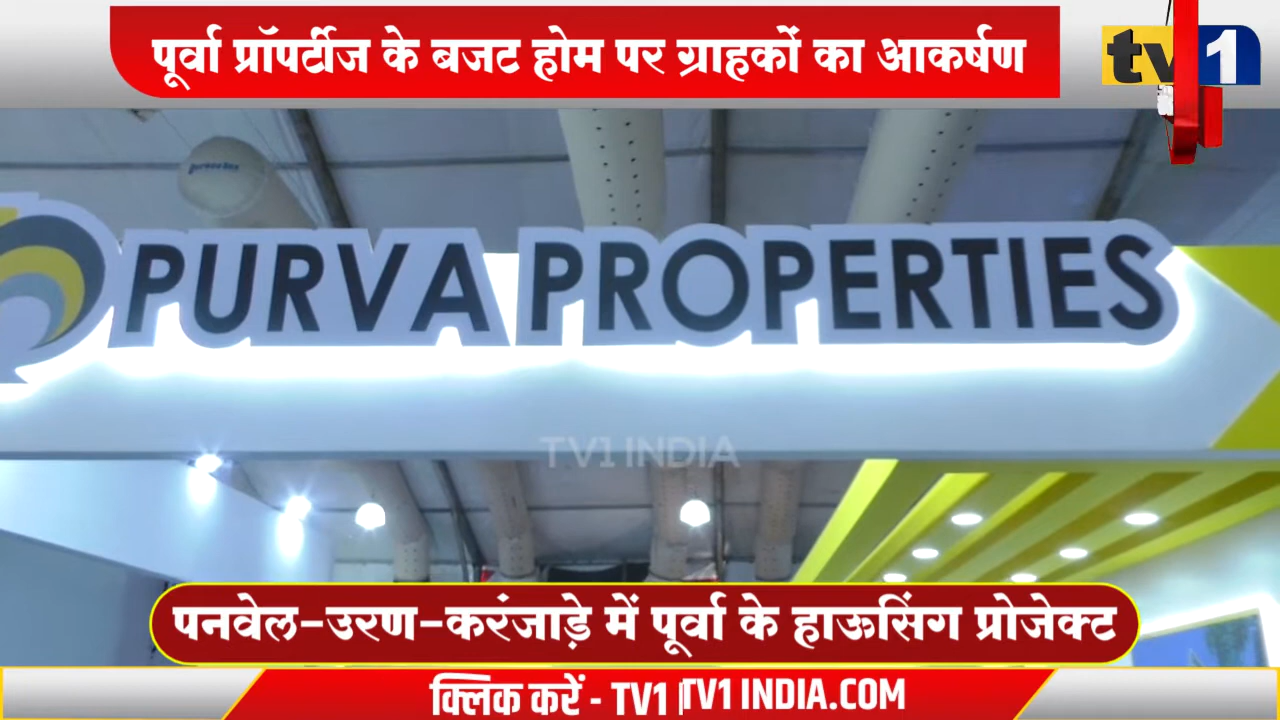 पूर्वा प्रॉपर्टीज के बजट होम पर ग्राहकों का आकर्षण
tv1
PURVA PROPERTIES
TV1 INDIA
पनवेल-उरण-करंजाड़े में पूर्वा के हाऊसिंग प्रोजेक्ट
क्लिक करें - TV1 TV1 INDIA.COM